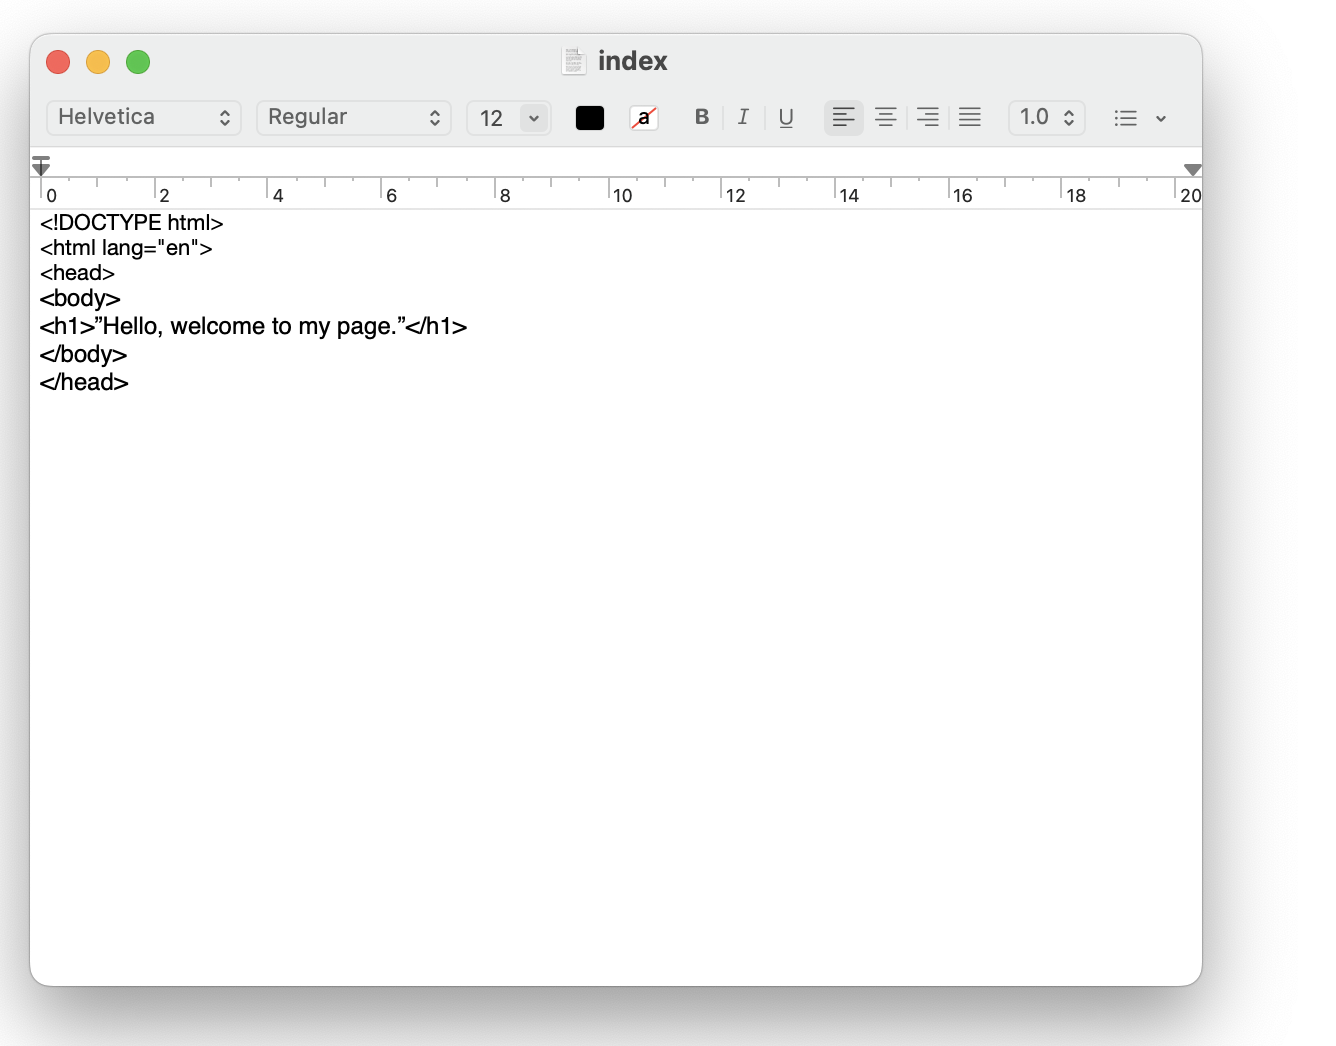 index
Helvetica Regular 12 a B I U 1.0
0 2 4 6 8 10 12 14 16 18 20
<!DOCTYPE html>
<html lang="en">
<head>
<body>
<h1>”Hello, welcome to my page.”</h1>
</body>
</head>